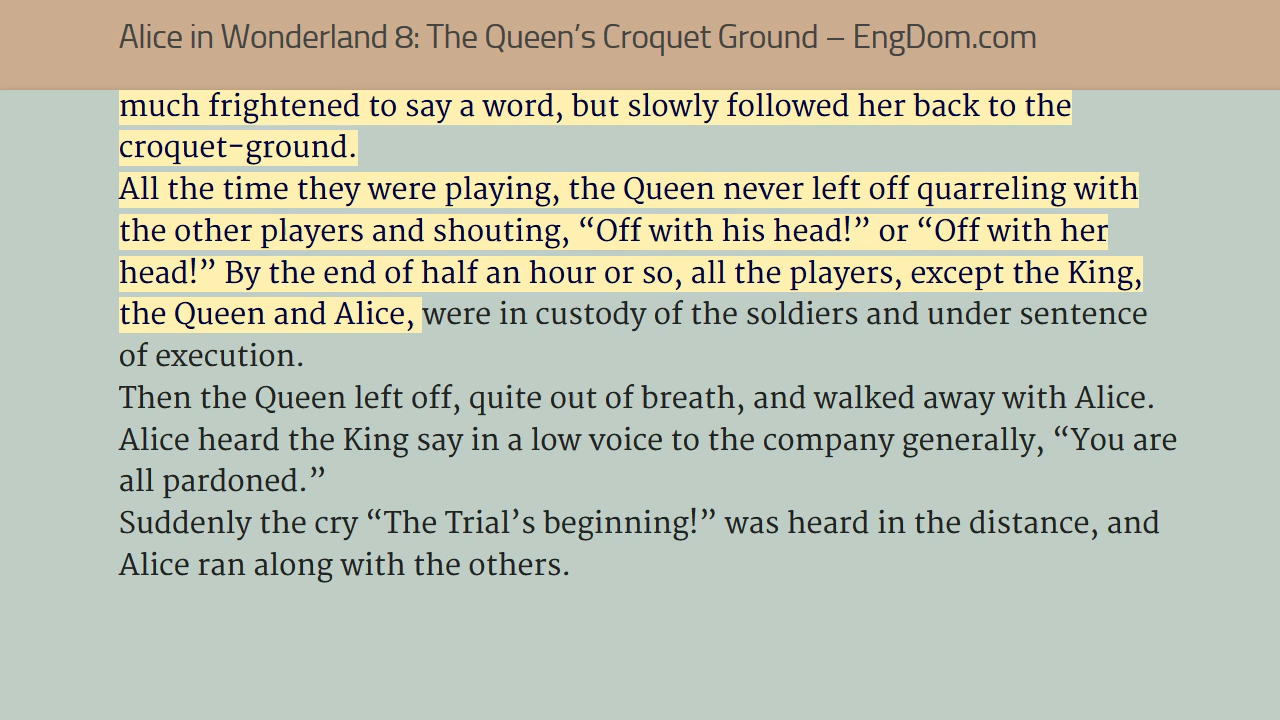 Alice in Wonderland 8: The Queen’s Croquet Ground – EngDom.com
much frightened to say a word, but slowly followed her back to the
croquet-ground.
All the time they were playing, the Queen never left off quarreling with
the other players and shouting, “Off with his head!” or “Off with her
head!” By the end of half an hour or so, all the players, except the King,
the Queen and Alice, were in custody of the soldiers and under sentence
of execution.
Then the Queen left off, quite out of breath, and walked away with Alice.
Alice heard the King say in a low voice to the company generally, “You are
all pardoned.”
Suddenly the cry “The Trial’s beginning!” was heard in the distance, and
Alice ran along with the others.